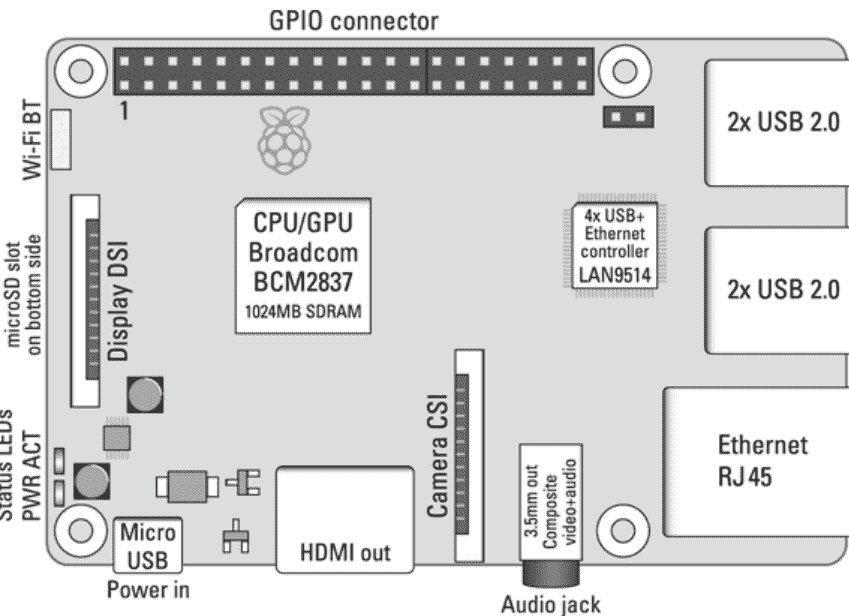 GPIO connector
1
Wi-Fi BT
2x USB 2.0
CPU/GPU
Broadcom
BCM2837
1024MB SDRAM
4x USB+
Ethernet
controller
LAN9514
microSD slot
on bottom side
Display DSI
2x USB 2.0
Status LEDs
PWR ACT
Camera CSI
3.5mm out
Composite
video+audio
Ethernet
RJ45
Micro
USB
HDMI out
Power in
Audio jack